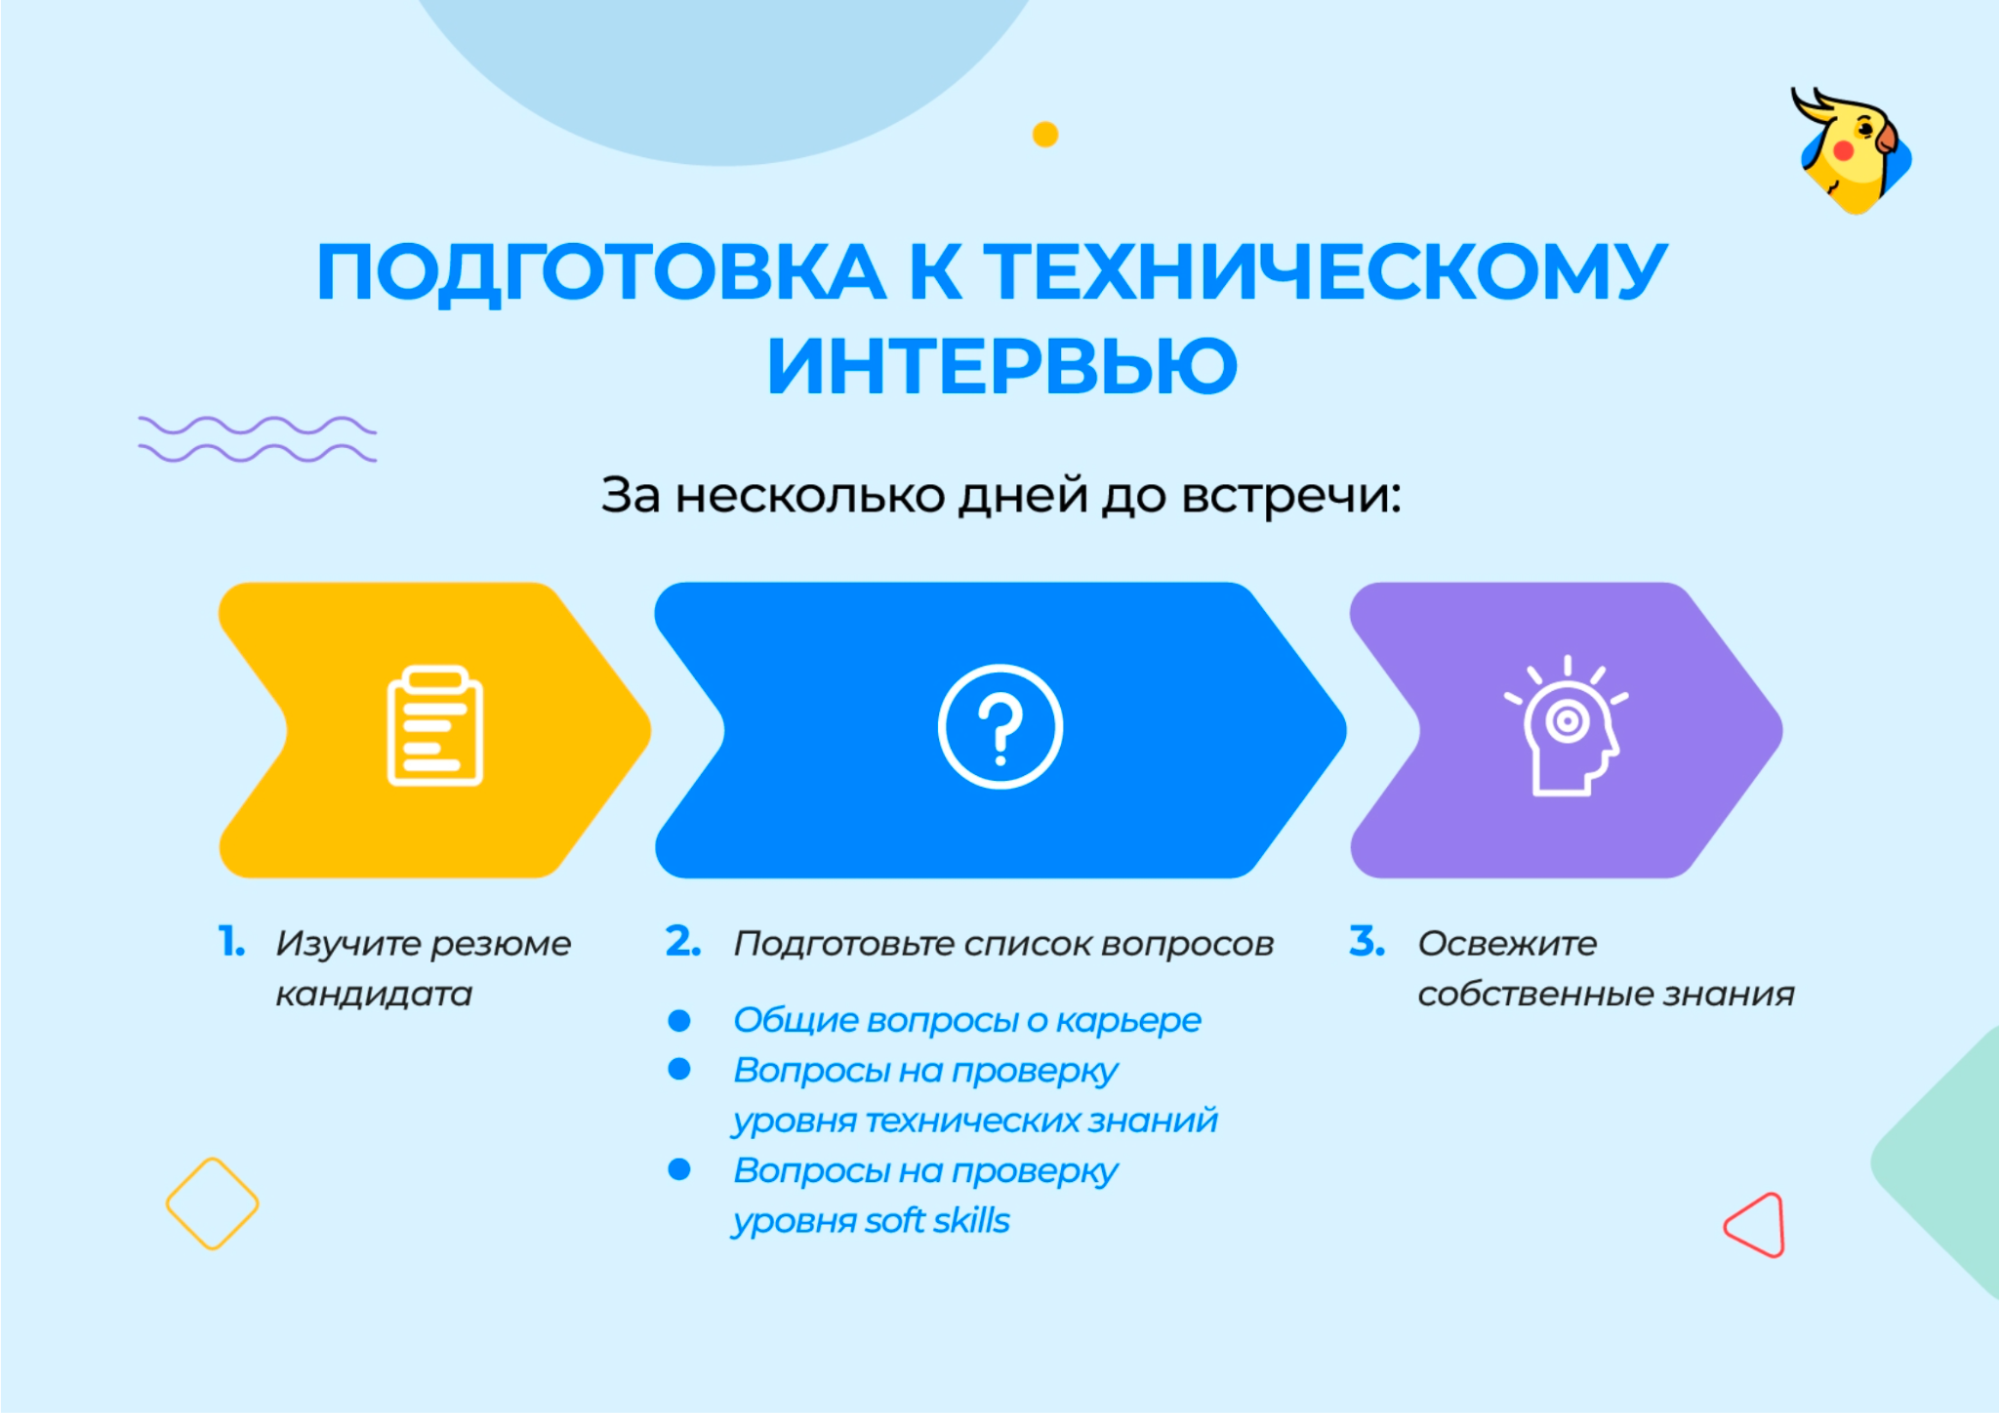 ПОДГОТОВКА К ТЕХНИЧЕСКОМУ
ИНТЕРВЬЮ
За несколько дней до встречи:
1. Изучите резюме
кандидата
2. Подготовьте список вопросов
● Общие вопросы о карьере
● Вопросы на проверку
уровня технических знаний
● Вопросы на проверку
уровня soft skills
3. Освежите
собственные знания